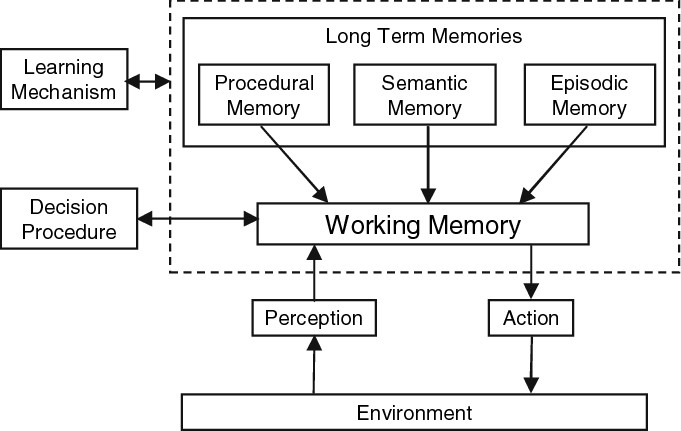 Long Term Memories
Learning
Mechanism
Procedural
Memory
Semantic
Memory
Episodic
Memory
Decision
Procedure
Working Memory
Perception
Action
Environment